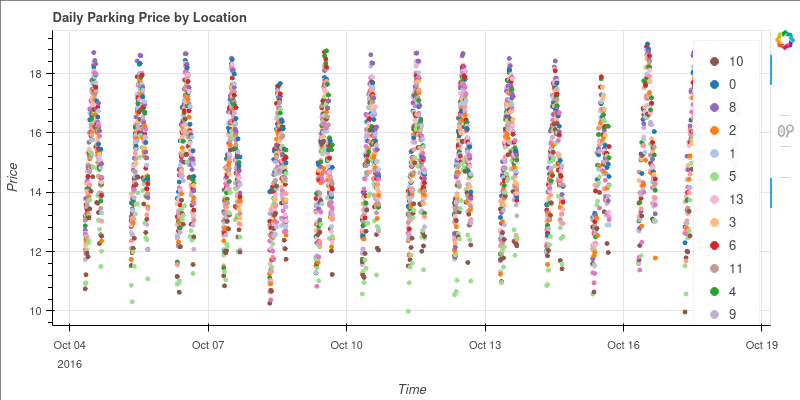 Daily Parking Price by Location
Price
18
16
14
12
10
Oct 04
Oct 07
Oct 10
Oct 13
Oct 16
Oct 19
2016
Time
10
0
8
2
1
5
13
3
6
11
4
9